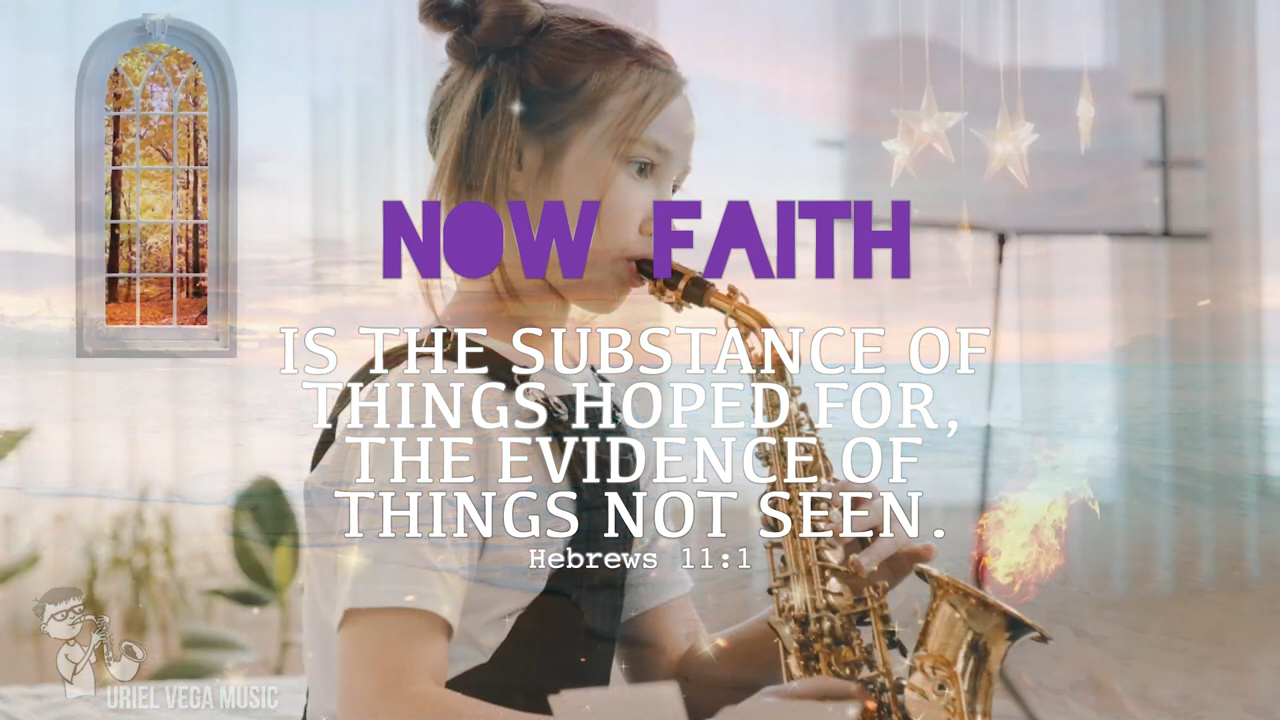 NOW FAITH
IS THE SUBSTANCE OF
THINGS HOPED FOR,
THE EVIDENCE OF
THINGS NOT SEEN.
Hebrews 11:1
URIEL VEGA MUSIC